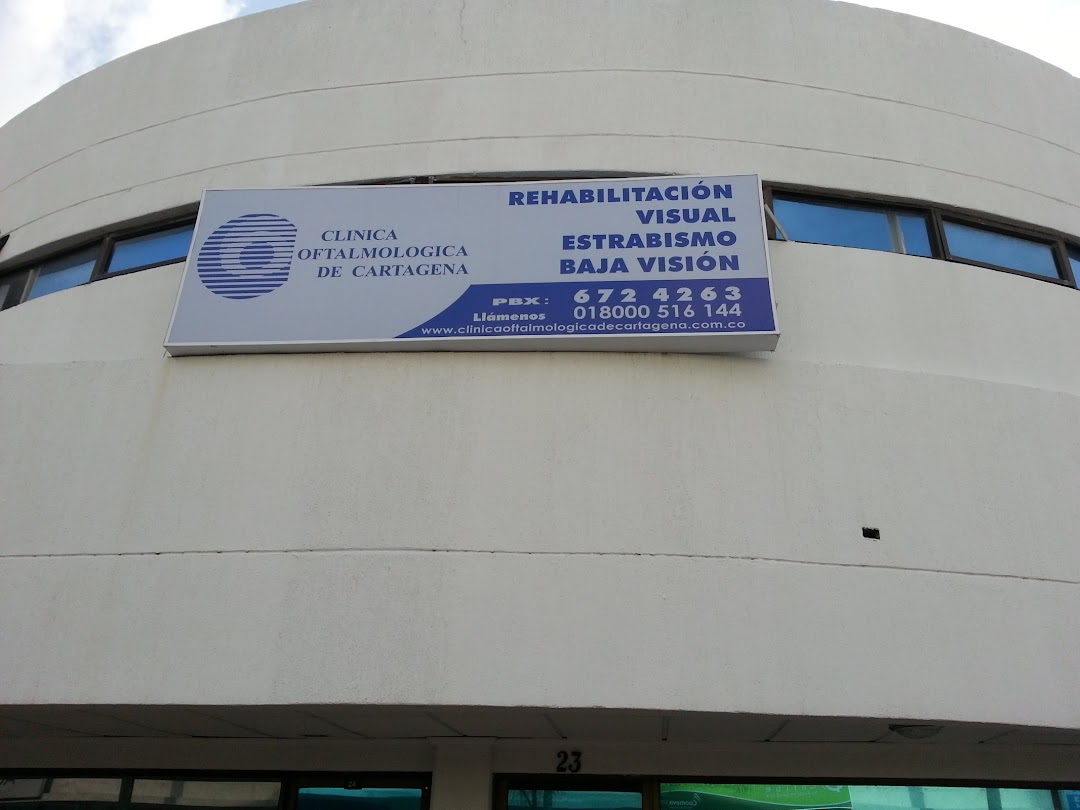 CLINICA
OFTALMOLOGICA
DE CARTAGENA
REHABILITACIÓN
VISUAL
ESTRABISMO
BAJA VISIÓN
PBX: 672 4263
Llámenos 018000 516 144
www.clinicaoftalmologicadecartagena.com.co
23
24